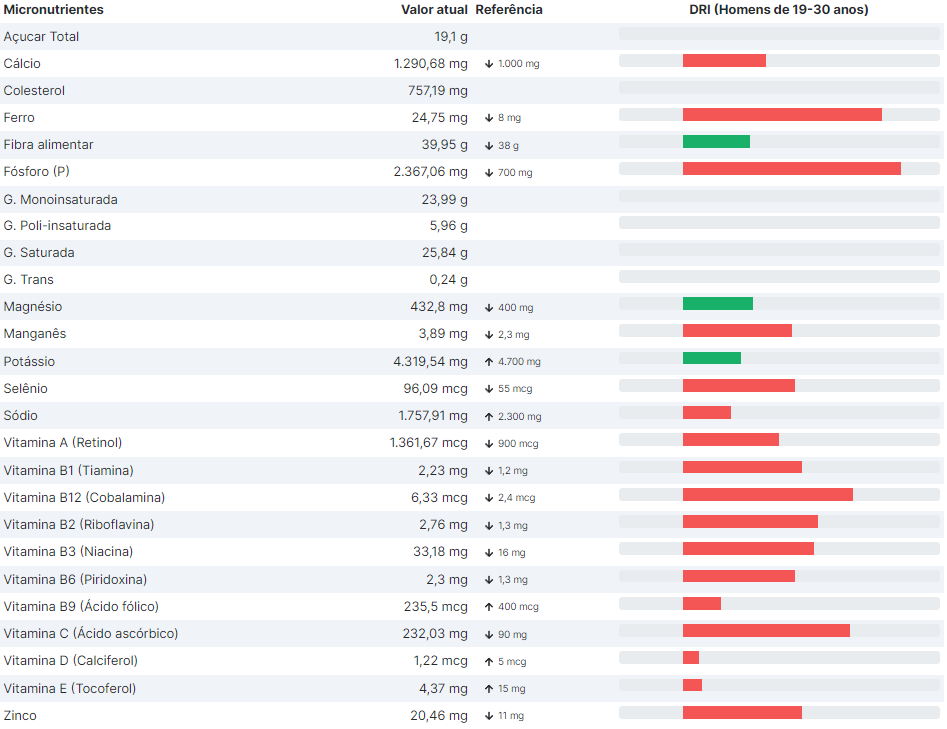 Micronutrientes Valor atual Referência DRI (Homens de 19-30 anos)
Açucar Total 19,1 g
Cálcio 1.290,68 mg ↓ 1.000 mg
Colesterol 757,19 mg
Ferro 24,75 mg ↓ 8 mg
Fibra alimentar 39,95 g ↓ 38 g
Fósforo (P) 2.367,06 mg ↓ 700 mg
G. Monoinsaturada 23,99 g
G. Poli-insaturada 5,96 g
G. Saturada 25,84 g
G. Trans 0,24 g
Magnésio 432,8 mg ↓ 400 mg
Manganês 3,89 mg ↓ 2,3 mg
Potássio 4.319,54 mg ↑ 4.700 mg
Selênio 96,09 mcg ↓ 55 mcg
Sódio 1.757,91 mg ↑ 2.300 mg
Vitamina A (Retinol) 1.361,67 mcg ↓ 900 mcg
Vitamina B1 (Tiamina) 2,23 mg ↓ 1,2 mg
Vitamina B12 (Cobalamina) 6,33 mcg ↓ 2,4 mcg
Vitamina B2 (Riboflavina) 2,76 mg ↓ 1,3 mg
Vitamina B3 (Niacina) 33,18 mg ↓ 16 mg
Vitamina B6 (Piridoxina) 2,3 mg ↓ 1,3 mg
Vitamina B9 (Ácido fólico) 235,5 mcg ↑ 400 mcg
Vitamina C (Ácido ascórbico) 232,03 mg ↓ 90 mg
Vitamina D (Calciferol) 1,22 mcg ↑ 5 mcg
Vitamina E (Tocoferol) 4,37 mg ↑ 15 mg
Zinco 20,46 mg ↓ 11 mg